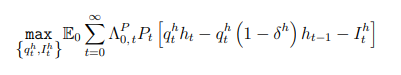 max E₀ ∑_{t=0}^{∞} Λ^P_{0,t} P_t [ q^h_t h_t − q^h_t (1 − δ^h) h_{t−1} − I^h_t ]
{q^h_t, I^h_t}